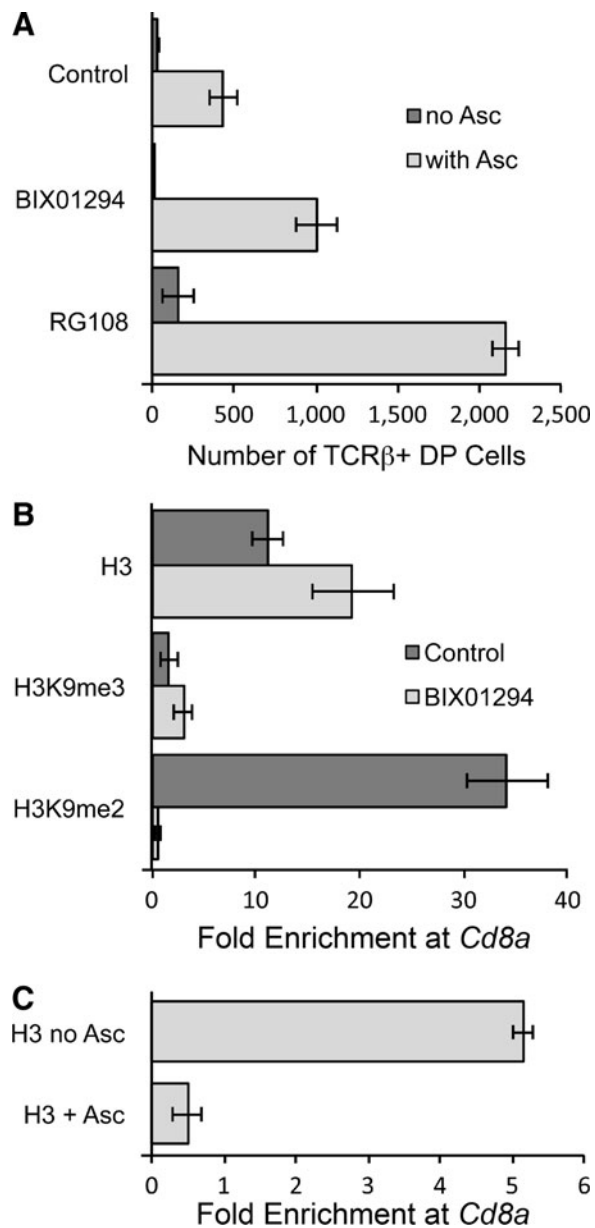 A
Control
BIX01294
RG108
no Asc
with Asc
0 500 1,000 1,500 2,000 2,500
Number of TCRβ+ DP Cells
B
H3
H3K9me3
H3K9me2
Control
BIX01294
0 10 20 30 40
Fold Enrichment at Cd8a
C
H3 no Asc
H3 + Asc
0 1 2 3 4 5 6
Fold Enrichment at Cd8a